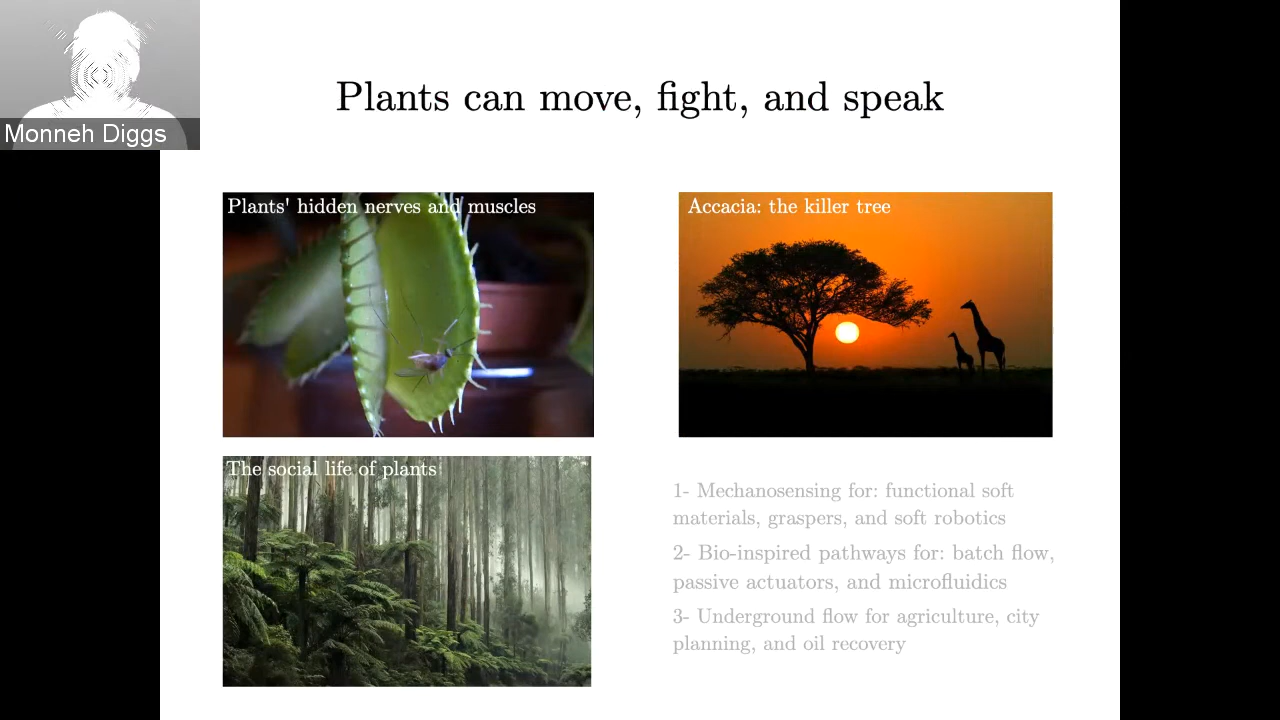 Monneh Diggs
Plants can move, fight, and speak
Plants' hidden nerves and muscles
Accacia: the killer tree
The social life of plants
1- Mechanosensing for: functional soft
materials, graspers, and soft robotics
2- Bio-inspired pathways for: batch flow,
passive actuators, and microfluidics
3- Underground flow for agriculture, city
planning, and oil recovery